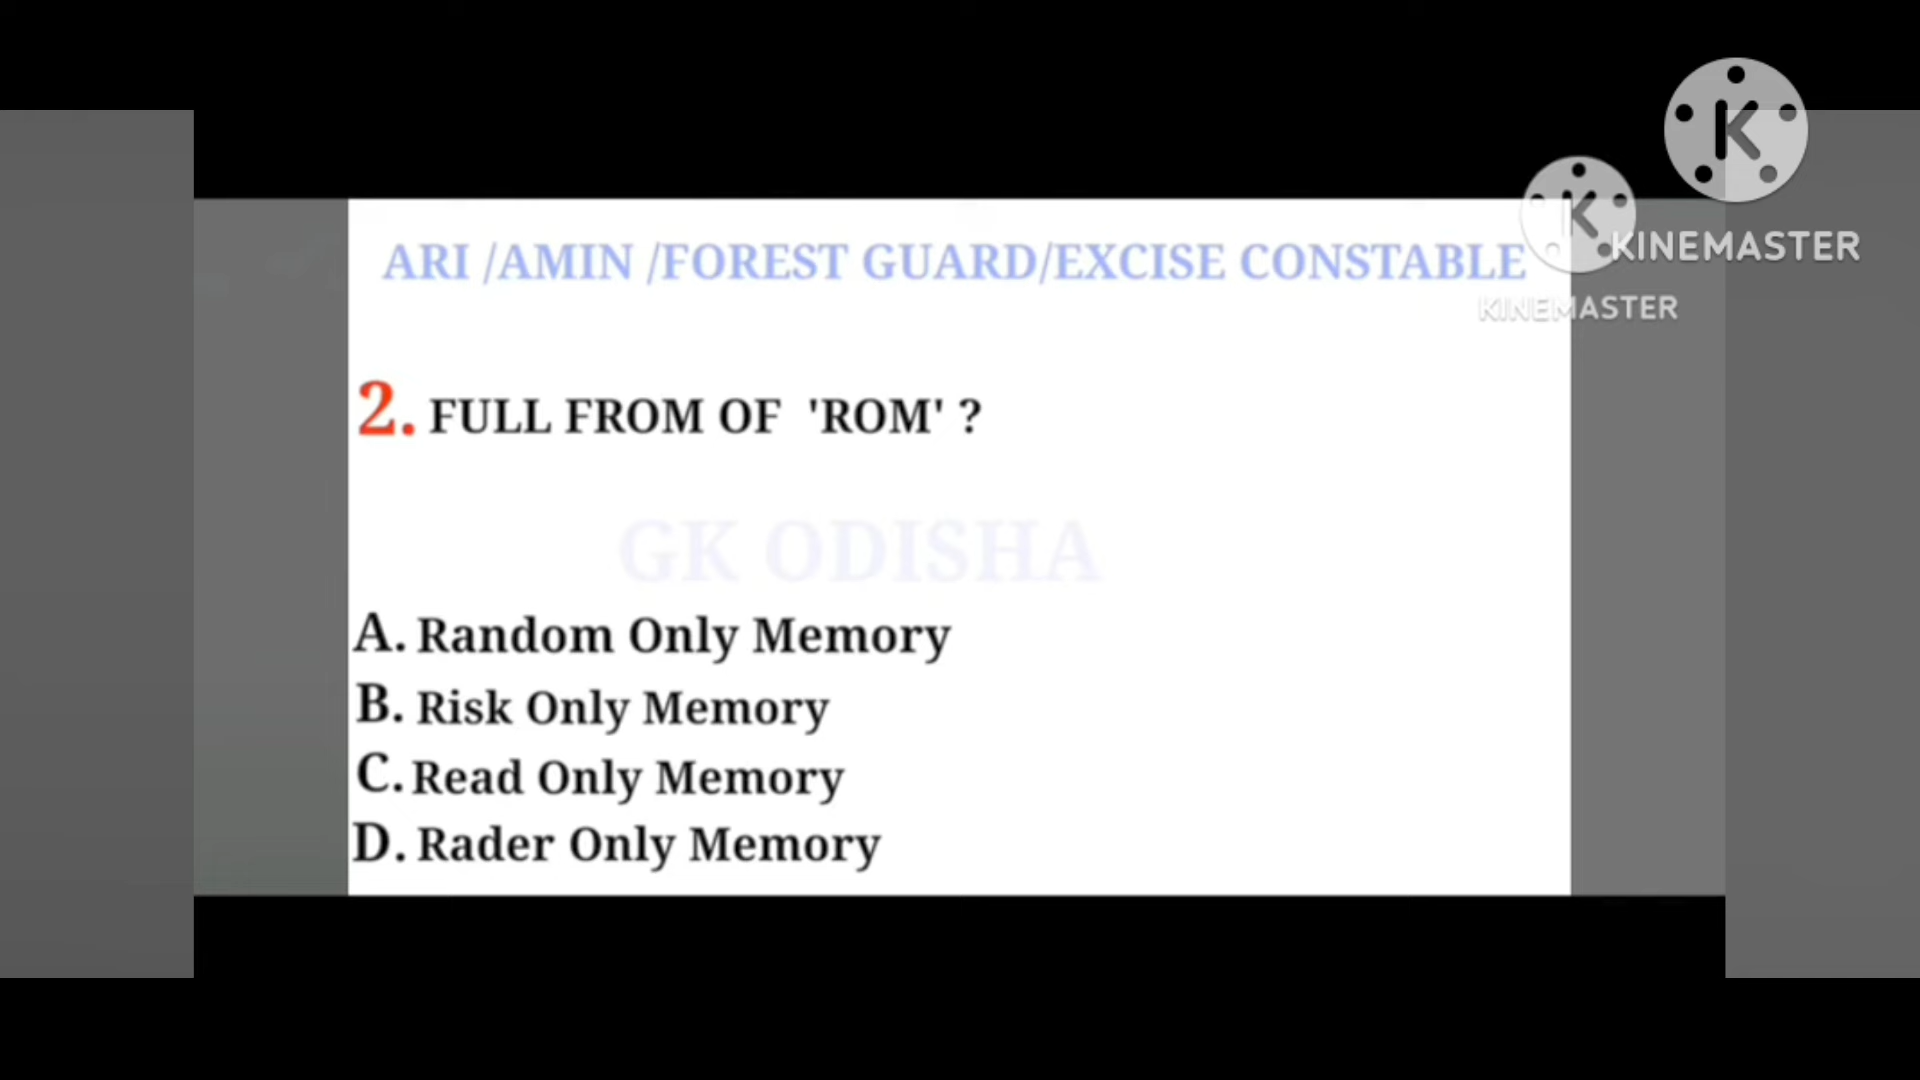 ARI /AMIN /FOREST GUARD/EXCISE CONSTABLE
KINEMASTER
KINEMASTER
2. FULL FROM OF 'ROM' ?
GK ODISHA
A. Random Only Memory
B. Risk Only Memory
C. Read Only Memory
D. Rader Only Memory